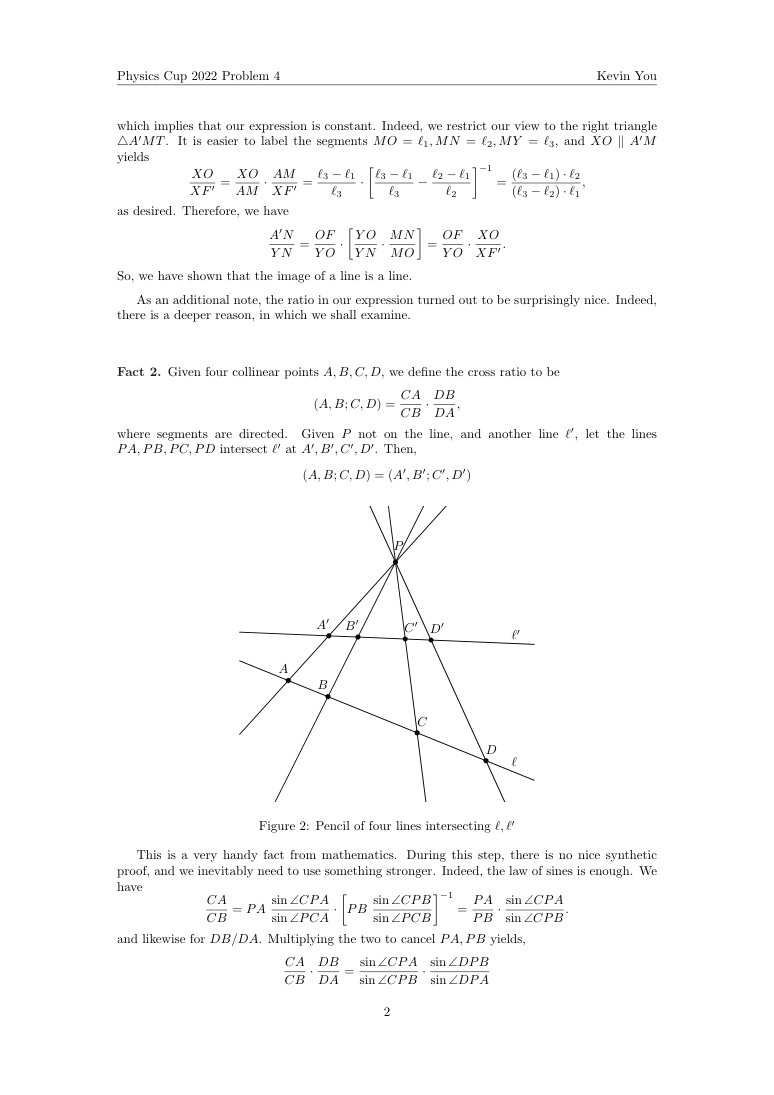 Physics Cup 2022 Problem 4 Kevin You
which implies that our expression is constant. Indeed, we restrict our view to the right triangle
△A′MT. It is easier to label the segments MO = ℓ₁, MN = ℓ₂, MY = ℓ₃, and XO ∥ A′M
yields
XO/XF′ = XO/AM · AM/XF′ = (ℓ₃ − ℓ₁)/ℓ₃ · [(ℓ₃ − ℓ₁)/ℓ₃ − (ℓ₂ − ℓ₁)/ℓ₂]⁻¹ = ((ℓ₃ − ℓ₁) · ℓ₂)/((ℓ₃ − ℓ₂) · ℓ₁),
as desired. Therefore, we have
A′N/YN = OF/YO · [YO/YN · MN/MO] = OF/YO · XO/XF′.
So, we have shown that the image of a line is a line.
As an additional note, the ratio in our expression turned out to be surprisingly nice. Indeed,
there is a deeper reason, in which we shall examine.
Fact 2. Given four collinear points A, B, C, D, we define the cross ratio to be
(A, B; C, D) = CA/CB · DB/DA,
where segments are directed. Given P not on the line, and another line ℓ′, let the lines
PA, PB, PC, PD intersect ℓ′ at A′, B′, C′, D′. Then,
(A, B; C, D) = (A′, B′; C′, D′)
P
A′ B′ C′ D′ ℓ′
A
B
C
D
ℓ
Figure 2: Pencil of four lines intersecting ℓ, ℓ′
This is a very handy fact from mathematics. During this step, there is no nice synthetic
proof, and we inevitably need to use something stronger. Indeed, the law of sines is enough. We
have
CA/CB = PA sin ∠CPA/sin ∠PCA · [PB sin ∠CPB/sin ∠PCB]⁻¹ = PA/PB · sin ∠CPA/sin ∠CPB.
and likewise for DB/DA. Multiplying the two to cancel PA, PB yields,
CA/CB · DB/DA = sin ∠CPA/sin ∠CPB · sin ∠DPB/sin ∠DPA
2